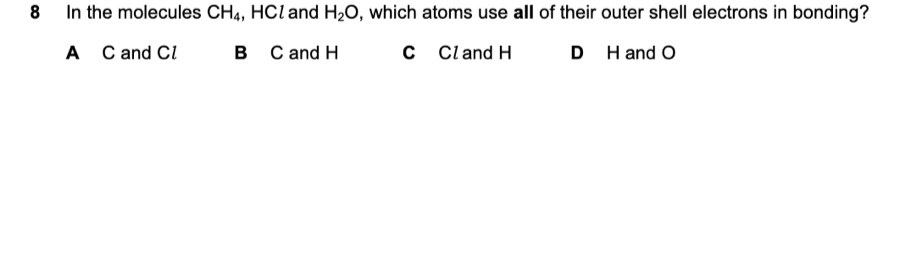 8 In the molecules CH₄, HCl and H₂O, which atoms use all of their outer shell electrons in bonding?
A C and Cl B C and H C Cl and H D H and O